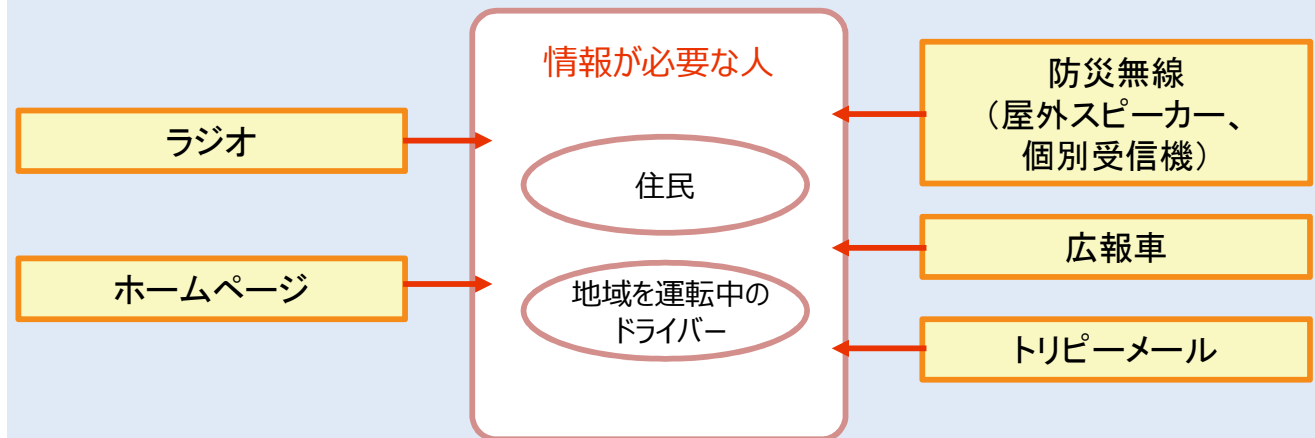 情報が必要な人
ラジオ
ホームページ
住民
地域を運転中の
ドライバー
防災無線
（屋外スピーカー、
個別受信機）
広報車
トリピーメール